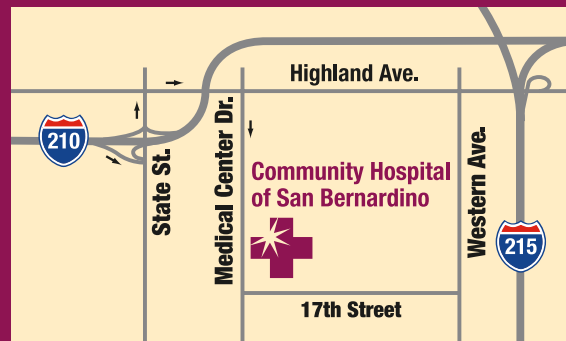 Highland Ave.
210
State St.
Medical Center Dr.
Community Hospital
of San Bernardino
Western Ave.
215
17th Street